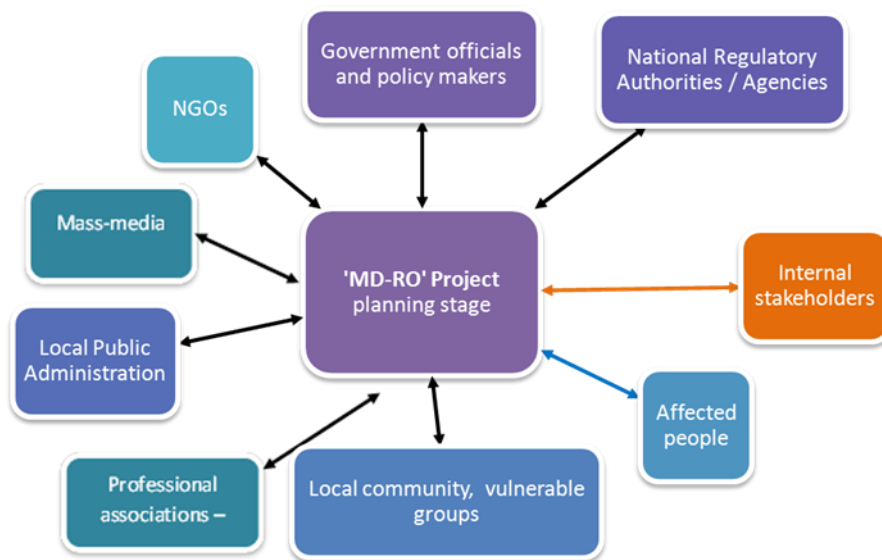 Government officials
and policy makers
National Regulatory
Authorities / Agencies
NGOs
Mass-media
'MD-RO' Project
planning stage
Internal
stakeholders
Local Public
Administration
Affected
people
Professional
associations –
Local community, vulnerable
groups